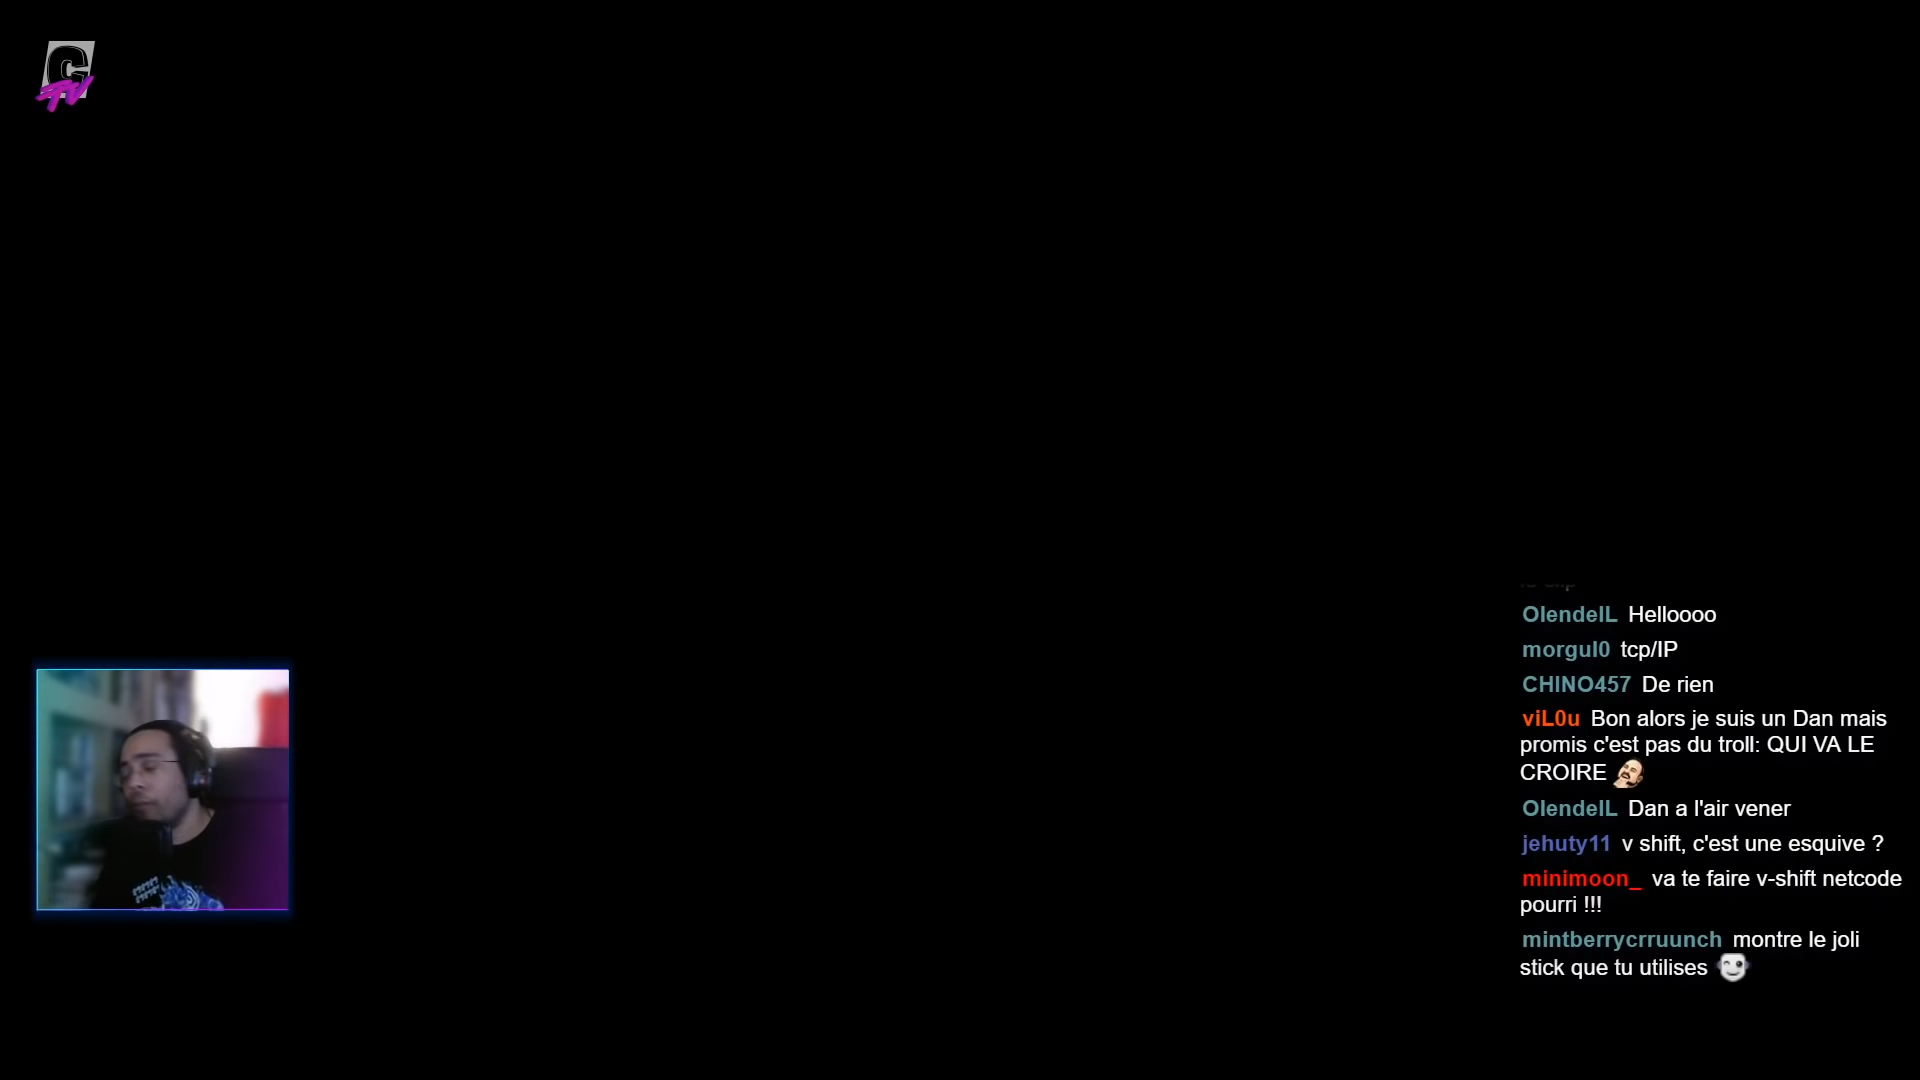 C
TV
OlendelL Helloooo
morgul0 tcp/IP
CHINO457 De rien
viL0u Bon alors je suis un Dan mais
promis c'est pas du troll: QUI VA LE
CROIRE
OlendelL Dan a l'air vener
jehuty11 v shift, c'est une esquive ?
minimoon_ va te faire v-shift netcode
pourri !!!
mintberrycrruunch montre le joli
stick que tu utilises